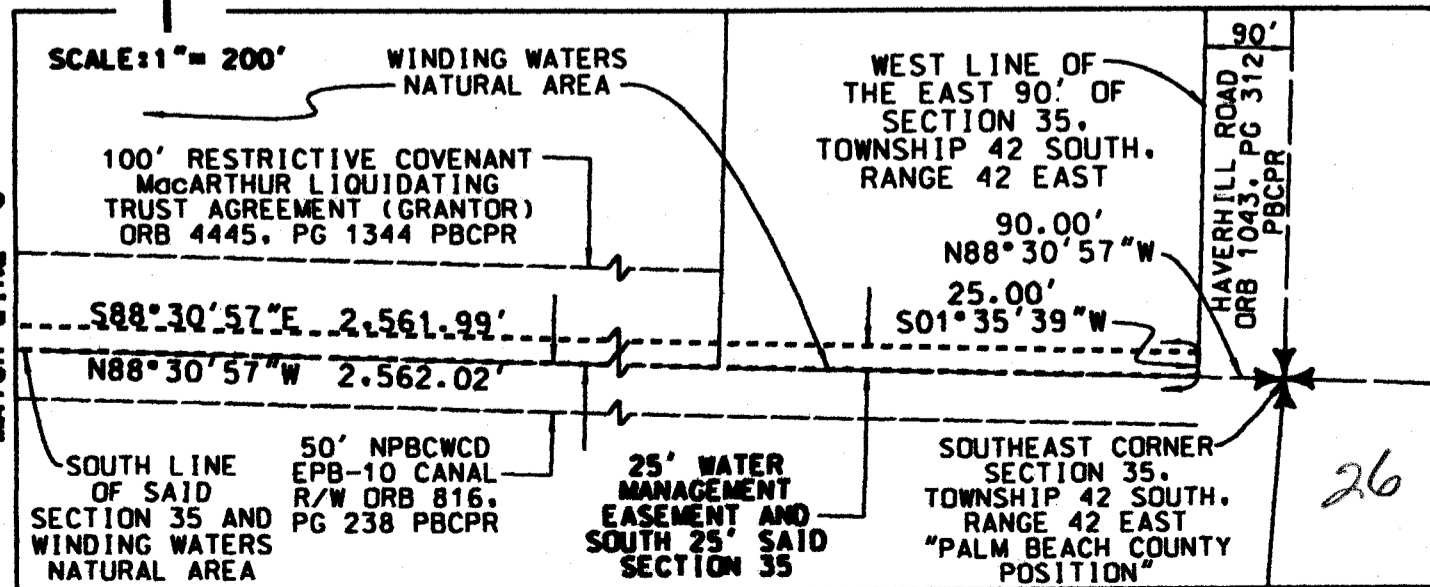 SCALE:1"= 200'
WINDING WATERS
NATURAL AREA
100' RESTRICTIVE COVENANT
MacARTHUR LIQUIDATING
TRUST AGREEMENT (GRANTOR)
ORB 4445, PG 1344 PBCPR
WEST LINE OF
THE EAST 90' OF
SECTION 35,
TOWNSHIP 42 SOUTH,
RANGE 42 EAST
90'
HAVERHILL ROAD
ORB 1043, PG 312
PBCPR
90.00'
N88°30'57"W
25.00'
S01°35'39"W
S88°30'57"E 2,561.99'
N88°30'57"W 2,562.02'
SOUTH LINE
OF SAID
SECTION 35 AND
WINDING WATERS
NATURAL AREA
50' NPBCWCD
EPB-10 CANAL
R/W ORB 816,
PG 238 PBCPR
25' WATER
MANAGEMENT
EASEMENT AND
SOUTH 25' SAID
SECTION 35
SOUTHEAST CORNER
SECTION 35,
TOWNSHIP 42 SOUTH,
RANGE 42 EAST
"PALM BEACH COUNTY
POSITION"
26